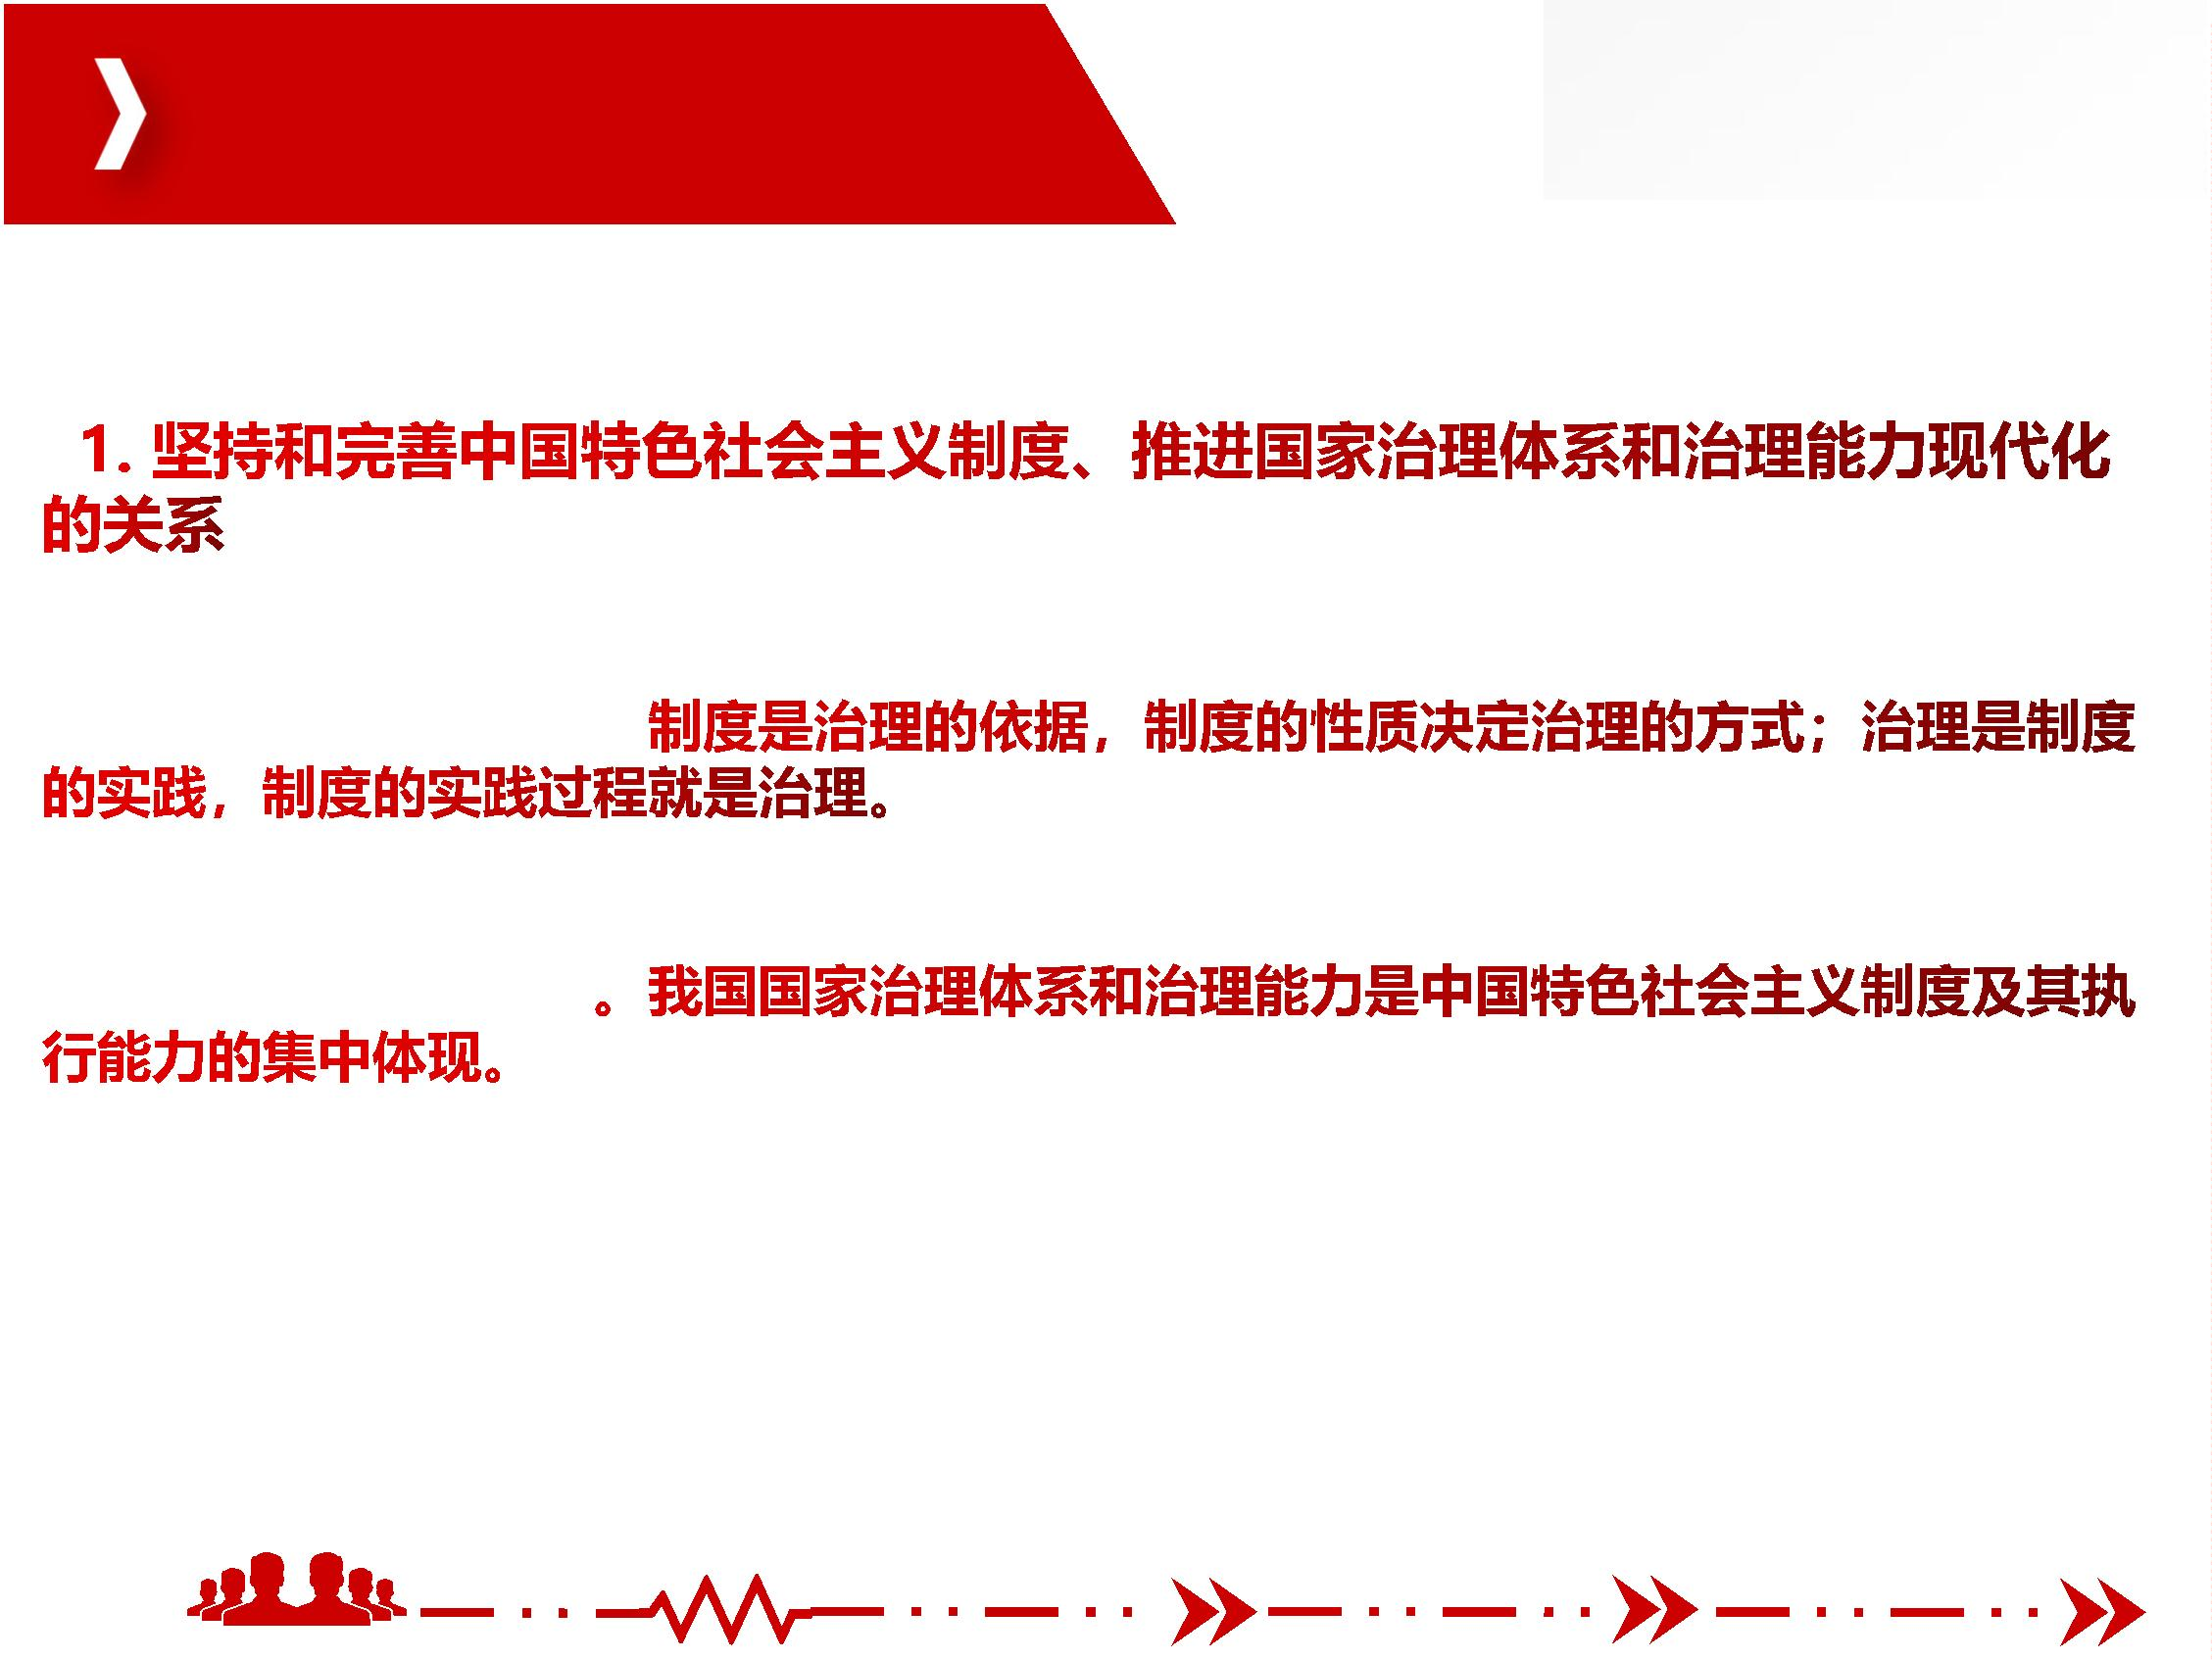 1. 坚持和完善中国特色社会主义制度、推进国家治理体系和治理能力现代化
的关系
制度是治理的依据，制度的性质决定治理的方式；治理是制度
的实践，制度的实践过程就是治理。
。我国国家治理体系和治理能力是中国特色社会主义制度及其执
行能力的集中体现。